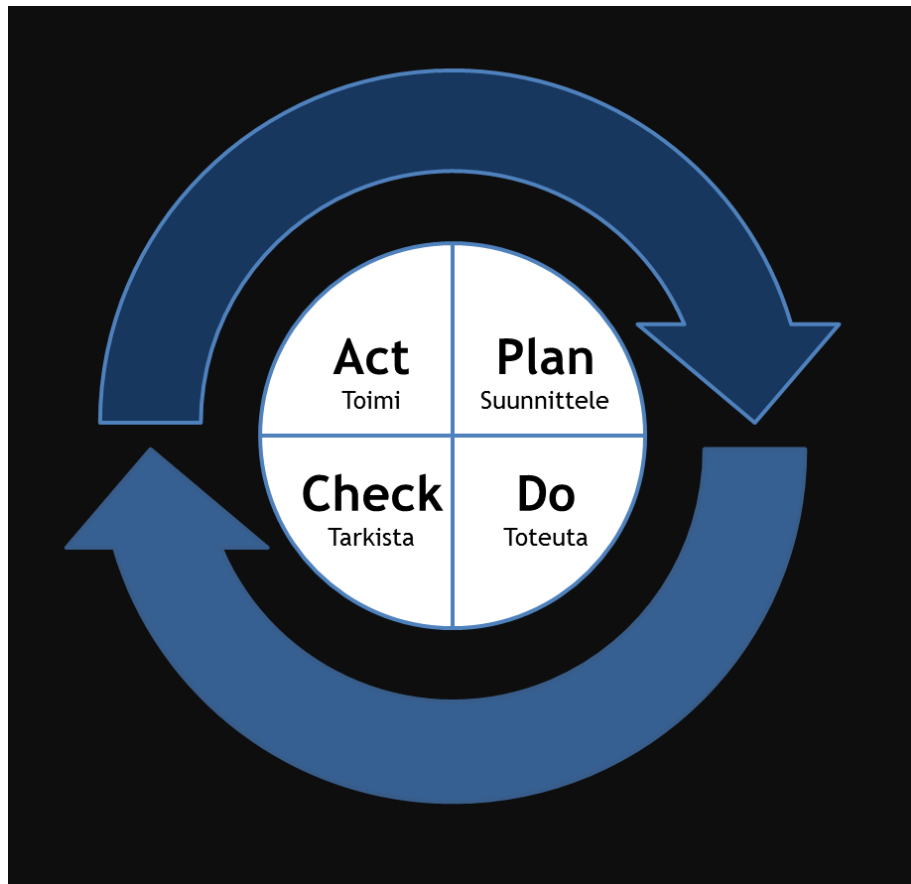 Act
Toimi
Plan
Suunnittele
Check
Tarkista
Do
Toteuta